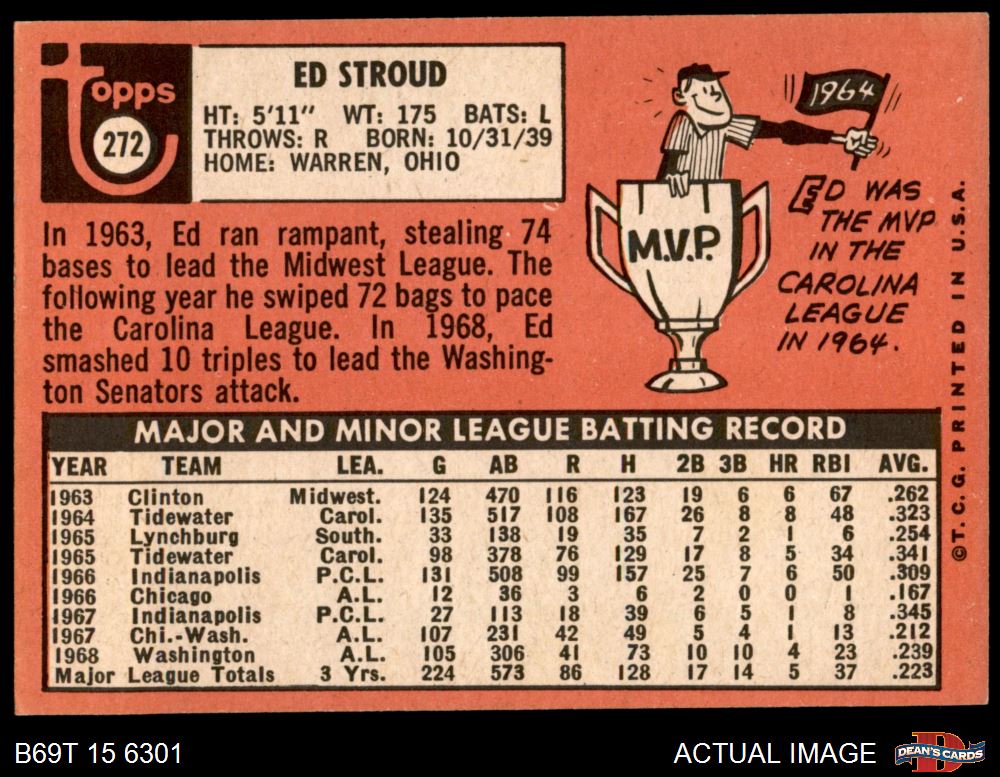 Topps
272
ED STROUD
HT: 5'11" WT: 175 BATS: L
THROWS: R BORN: 10/31/39
HOME: WARREN, OHIO
In 1963, Ed ran rampant, stealing 74
bases to lead the Midwest League. The
following year he swiped 72 bags to pace
the Carolina League. In 1968, Ed
smashed 10 triples to lead the Washing-
ton Senators attack.
1964
M.V.P.
ED WAS
THE MVP
IN THE
CAROLINA
LEAGUE
IN 1964.
©T. C. G. PRINTED IN U.S.A.
MAJOR AND MINOR LEAGUE BATTING RECORD
YEAR TEAM LEA. G AB R H 2B 3B HR RBI AVG.
1963 Clinton Midwest. 124 470 116 123 19 6 6 67 .262
1964 Tidewater Carol. 135 517 108 167 26 8 8 48 .323
1965 Lynchburg South. 33 138 19 35 7 2 1 6 .254
1965 Tidewater Carol. 98 378 76 129 17 8 5 34 .341
1966 Indianapolis P.C.L. 131 508 99 157 25 7 6 50 .309
1966 Chicago A.L. 12 36 3 6 2 0 0 1 .167
1967 Indianapolis P.C.L. 27 113 18 39 6 5 1 8 .345
1967 Chi.-Wash. A.L. 107 231 42 49 5 4 1 13 .212
1968 Washington A.L. 105 306 41 73 10 10 4 23 .239
Major League Totals 3 Yrs. 224 573 86 128 17 14 5 37 .223
B69T 15 6301
ACTUAL IMAGE
DEAN'S CARDS